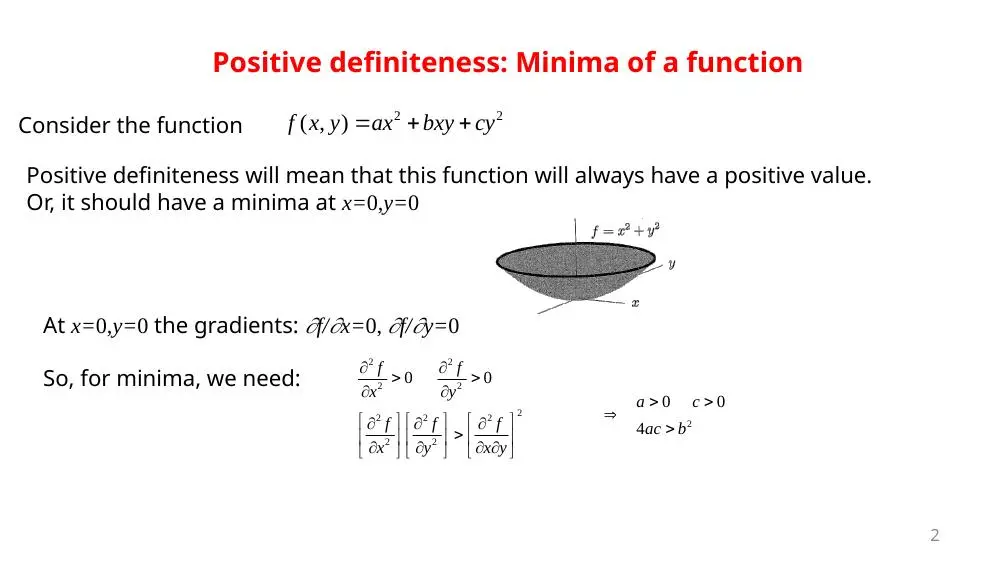 Positive definiteness: Minima of a function
Consider the function f (x, y) =ax² + bxy + cy²
Positive definiteness will mean that this function will always have a positive value.
Or, it should have a minima at x=0,y=0
f = x² + y²
y
x
At x=0,y=0 the gradients: ∂f/∂x=0, ∂f/∂y=0
So, for minima, we need: ∂²f/∂x² > 0 ∂²f/∂y² > 0
[∂²f/∂x²] [∂²f/∂y²] > [∂²f/∂x∂y]²
⇒ a > 0 c > 0
4ac > b²
2